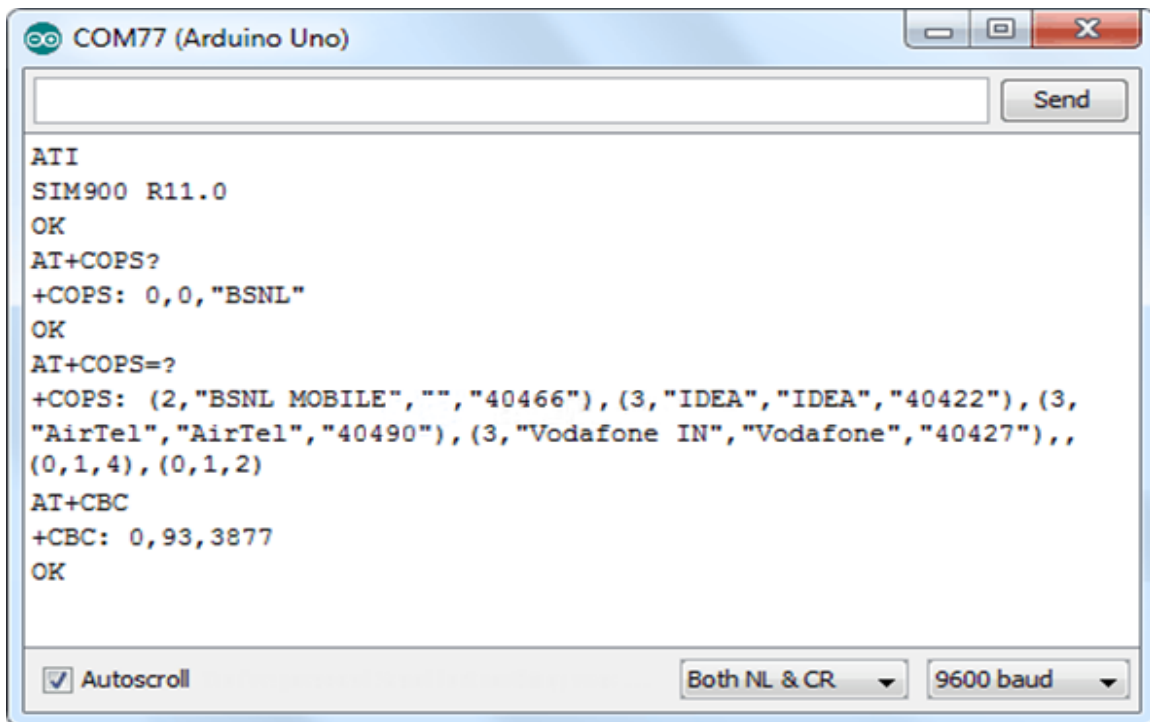 COM77 (Arduino Uno)
Send
ATI
SIM900 R11.0
OK
AT+COPS?
+COPS: 0,0,"BSNL"
OK
AT+COPS=?
+COPS: (2,"BSNL MOBILE","","40466"),(3,"IDEA","IDEA","40422"),(3,
"AirTel","AirTel","40490"),(3,"Vodafone IN","Vodafone","40427"),,
(0,1,4),(0,1,2)
AT+CBC
+CBC: 0,93,3877
OK
Autoscroll
Both NL & CR
9600 baud